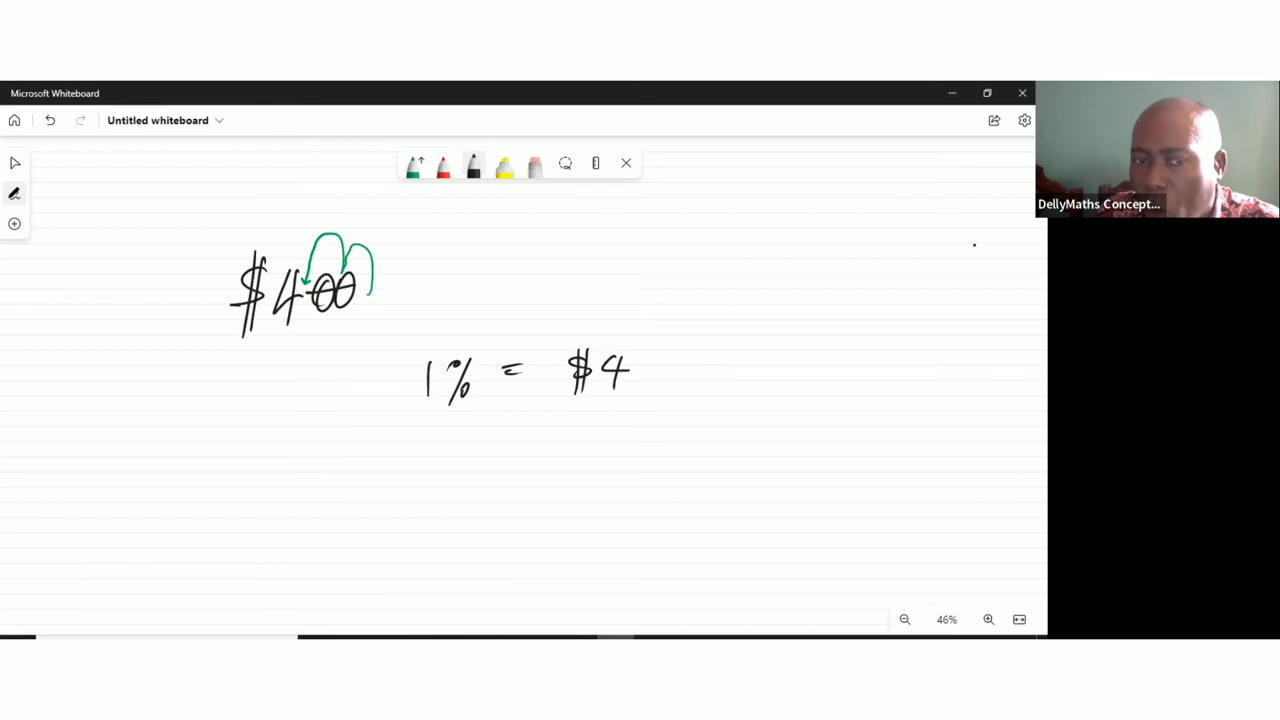 Microsoft Whiteboard
Untitled whiteboard
DellyMaths Concept...
$400
1% = $4
46%